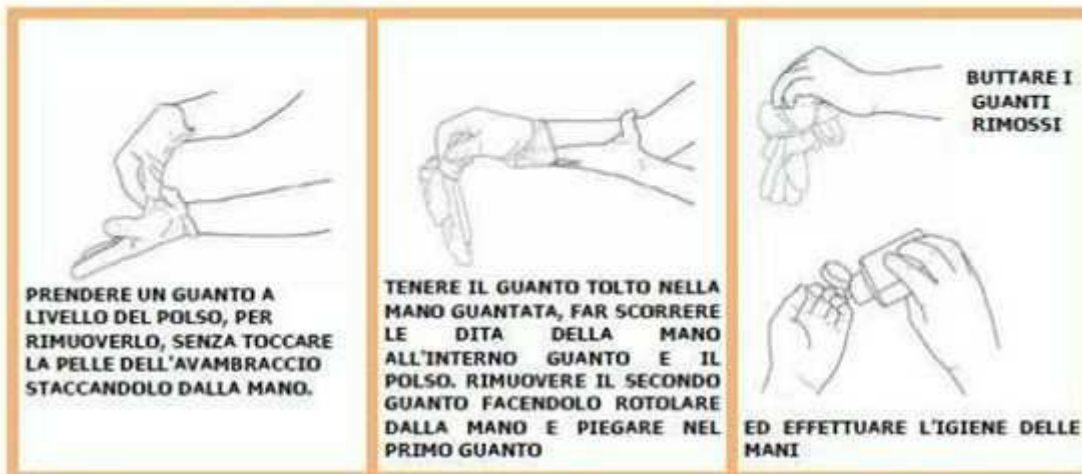 PRENDERE UN GUANTO A
LIVELLO DEL POLSO, PER
RIMUOVERLO, SENZA TOCCARE
LA PELLE DELL'AVAMBRACCIO
STACCANDOLO DALLA MANO.
TENERE IL GUANTO TOLTO NELLA
MANO GUANTATA, FAR SCORRERE
LE DITA DELLA MANO
ALL'INTERNO GUANTO E IL
POLSO. RIMUOVERE IL SECONDO
GUANTO FACENDOLO ROTOLARE
DALLA MANO E PIEGARE NEL
PRIMO GUANTO
BUTTARE I
GUANTI
RIMOSSI
ED EFFETTUARE L'IGIENE DELLE
MANI